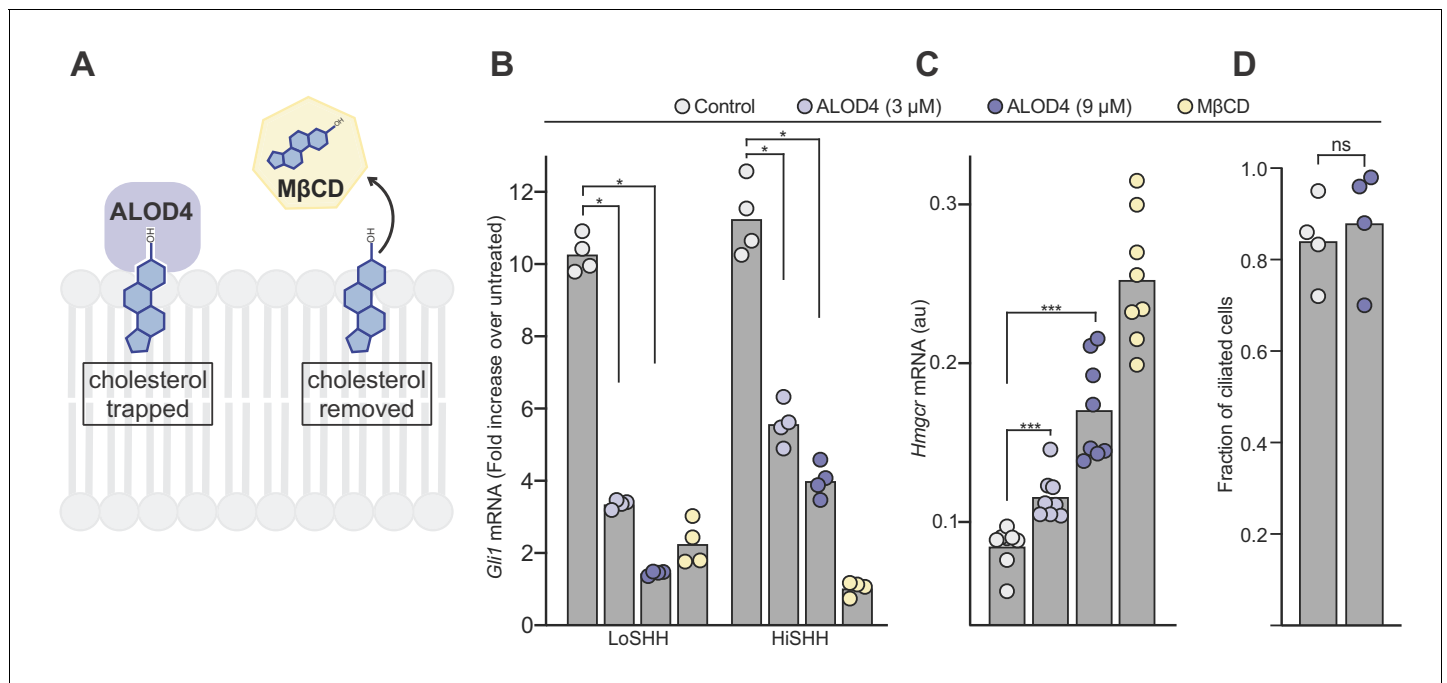 A
B
C
D
Control
ALOD4 (3 µM)
ALOD4 (9 µM)
MβCD
OH
MβCD
ALOD4
OH
OH
cholesterol
trapped
cholesterol
removed
Gli1 mRNA (Fold increase over untreated)
12
10
8
6
4
2
0
*
*
*
*
LoSHH
HiSHH
Hmgcr mRNA (au)
0.3
0.2
0.1
***
***
Fraction of ciliated cells
1.0
0.8
0.6
0.4
0.2
ns